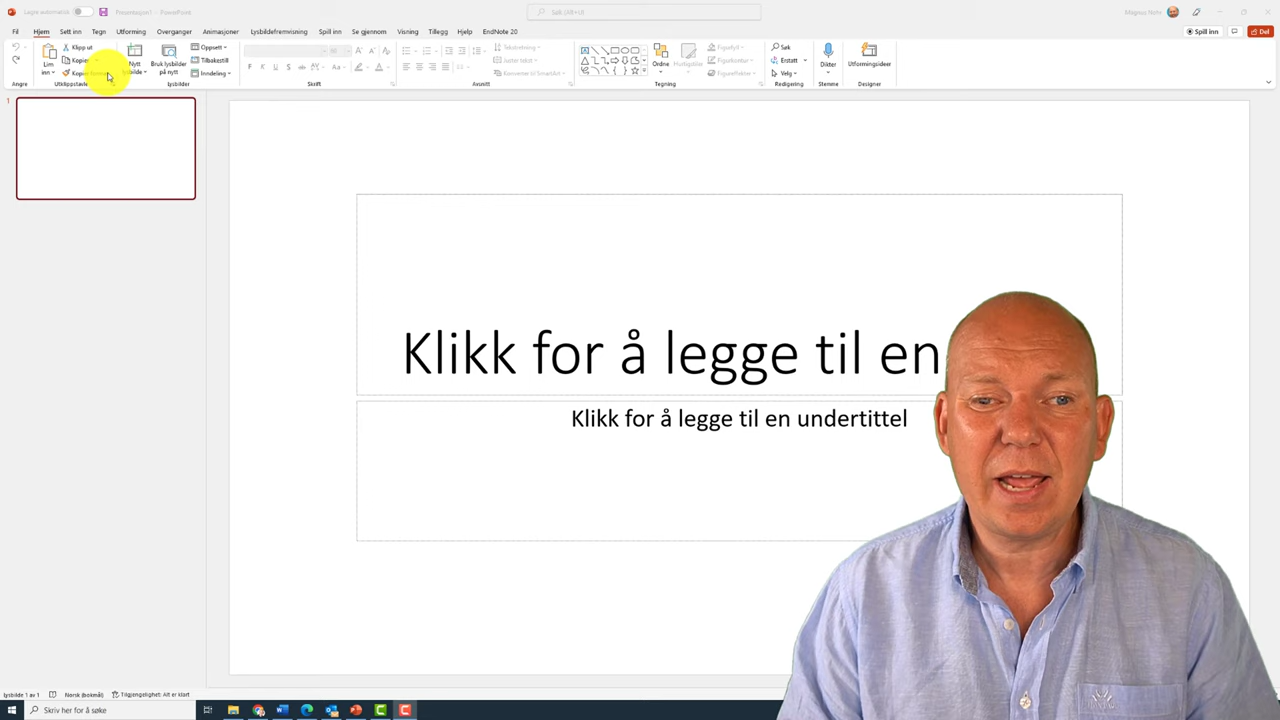 Lagre automatisk Presentasjon1 - PowerPoint Søk (Alt+Q) Magnus Nohr
Fil Hjem Sett inn Tegn Utforming Overganger Animasjoner Lysbildefremvisning Spill inn Se gjennom Visning Tillegg Hjelp EndNote 20 Spill inn Del
Lim inn
Klipp ut
Kopier
Kopier format
Nytt lysbilde
Bruk lysbilder på nytt
Oppsett
Tilbakestill
Inndeling
F K U S
Aa
A
Tekstretning
Juster tekst
Konverter til SmartArt
Ordne
Hurtigstiler
Figurfyll
Figurkontur
Figureffekter
Søk
Erstatt
Velg
Dikter
Utformingsideer
Angre Utklippstavle Lysbilder Skrift Avsnitt Tegning Redigering Stemme Designer
1
Klikk for å legge til en
Klikk for å legge til en undertittel
Lysbilde 1 av 1 Norsk (bokmål) Tilgjengelighet: Alt er klart
Skriv her for å søke